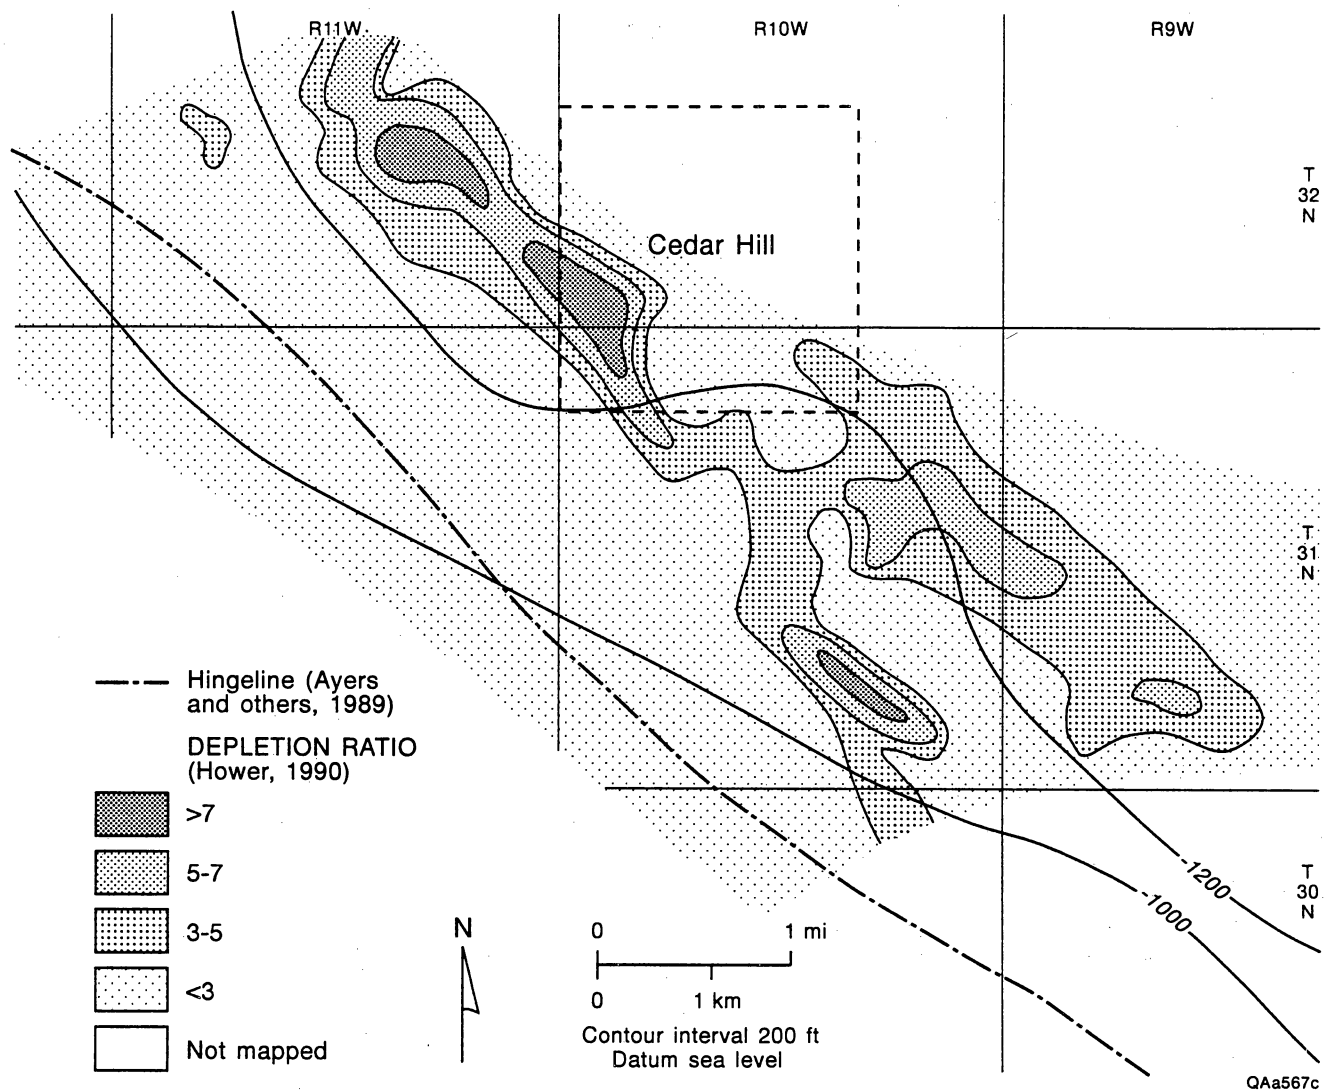 R11W
R10W
R9W
T
32
N
Cedar Hill
T
31
N
Hingeline (Ayers
and others, 1989)
DEPLETION RATIO
(Hower, 1990)
>7
5-7
3-5
<3
Not mapped
N
0 1 mi
0 1 km
Contour interval 200 ft
Datum sea level
-1200
-1000
T
30
N
QAa567c